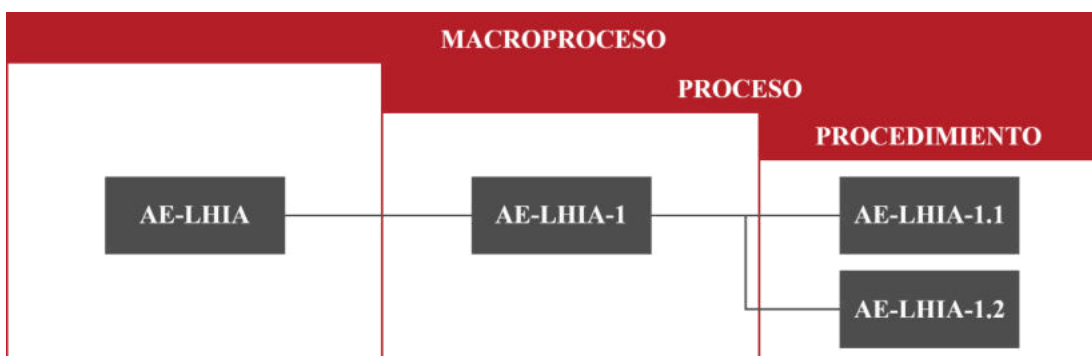 MACROPROCESO
PROCESO
PROCEDIMIENTO
AE-LHIA
AE-LHIA-1
AE-LHIA-1.1
AE-LHIA-1.2